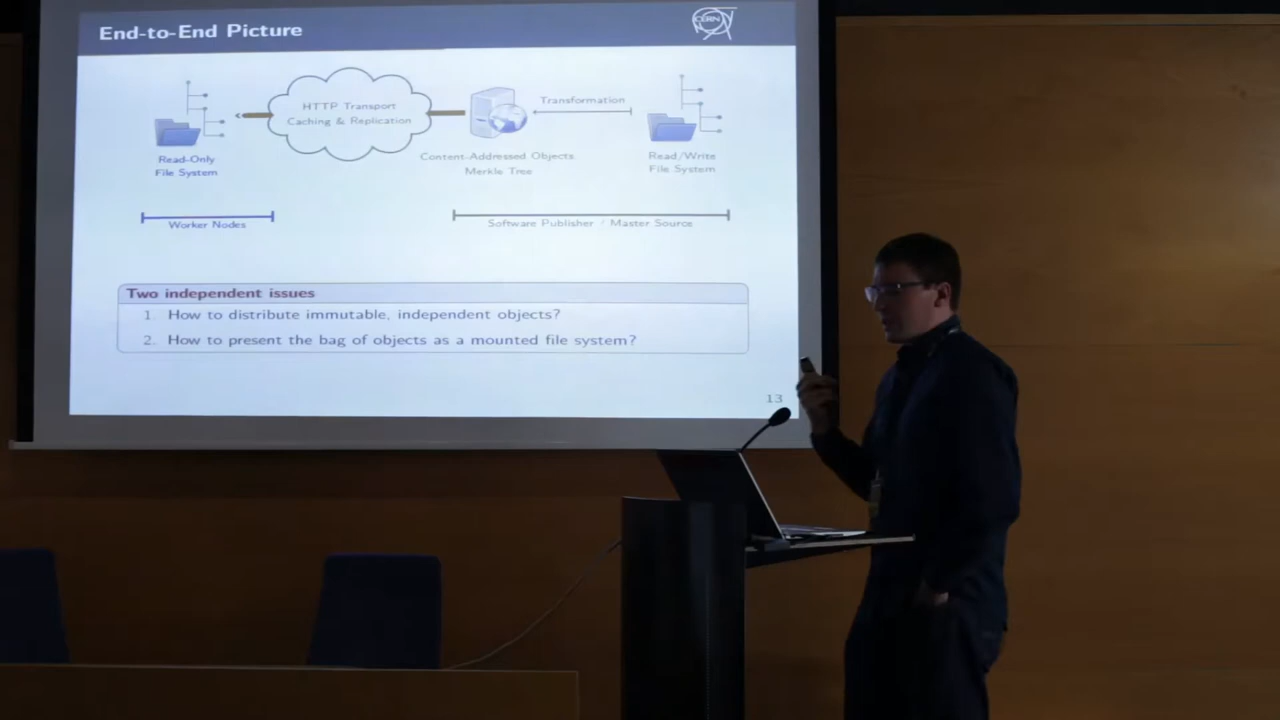 End-to-End Picture
CERN
HTTP Transport
Caching & Replication
Transformation
Read-Only
File System
Content-Addressed Objects
Merkle Tree
Read/Write
File System
Worker Nodes
Software Publisher / Master Source
Two independent issues
1. How to distribute immutable, independent objects?
2. How to present the bag of objects as a mounted file system?
13